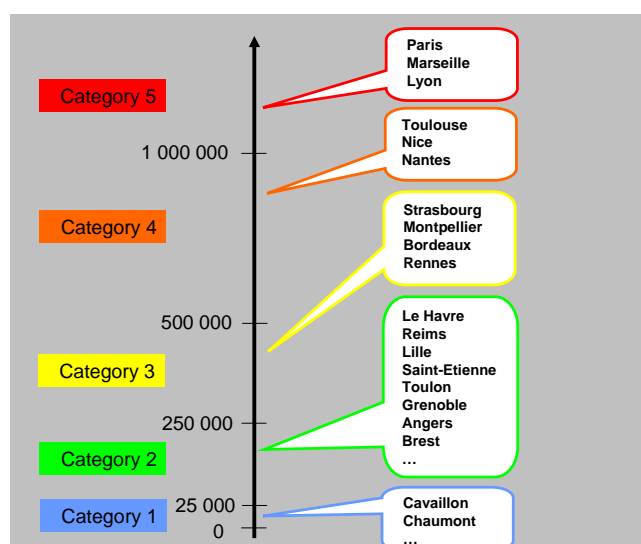 Paris
Marseille
Lyon
Category 5
Toulouse
Nice
Nantes
1 000 000
Strasbourg
Montpellier
Bordeaux
Rennes
Category 4
Le Havre
Reims
Lille
Saint-Etienne
Toulon
Grenoble
Angers
Brest
...
500 000
Category 3
250 000
Category 2
Cavaillon
Chaumont
...
25 000
Category 1
0